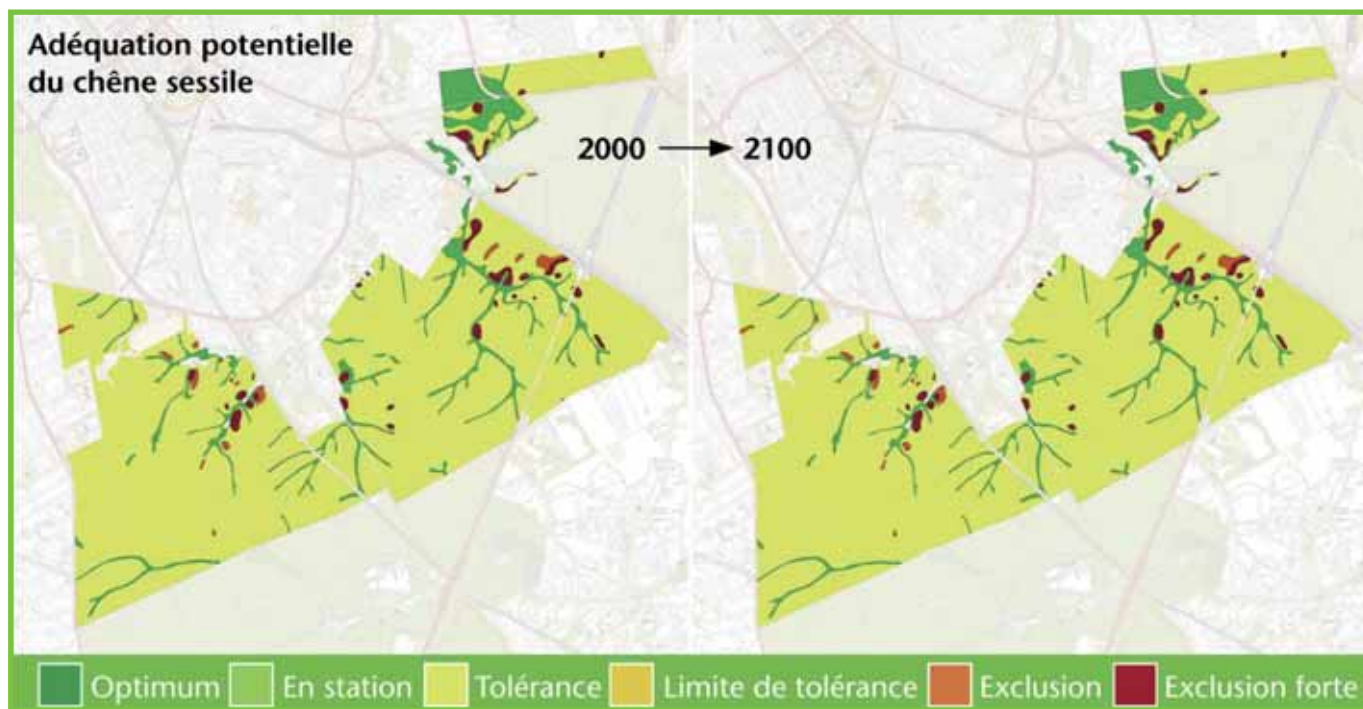 Adéquation potentielle
du chêne sessile
2000 → 2100
Optimum En station Tolérance Limite de tolérance Exclusion Exclusion forte